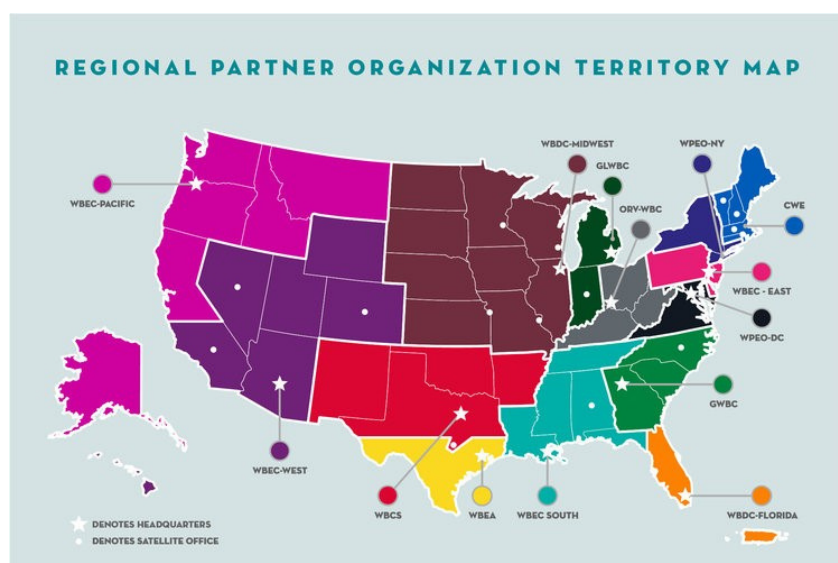 REGIONAL PARTNER ORGANIZATION TERRITORY MAP
WBDC-MIDWEST
WPEO-NY
GLWBC
WBEC-PACIFIC
ORV-WBC
CWE
WBEC - EAST
WPEO-DC
GWBC
WBEC-WEST
WBCS
WBEA
WBEC SOUTH
WBDC-FLORIDA
DENOTES HEADQUARTERS
DENOTES SATELLITE OFFICE